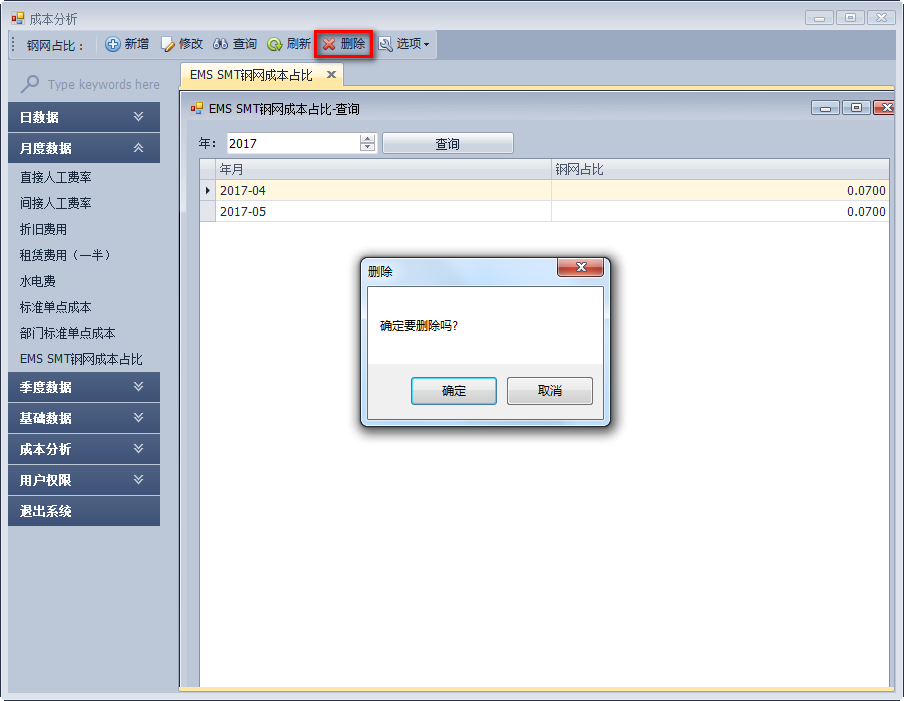 成本分析
钢网占比： 新增 修改 查询 刷新 删除 选项
Type keywords here
EMS SMT钢网成本占比
日数据
月度数据
直接人工费率
间接人工费率
折旧费用
租赁费用（一半）
水电费
标准单点成本
部门标准单点成本
EMS SMT钢网成本占比
季度数据
基础数据
成本分析
用户权限
退出系统
EMS SMT钢网成本占比-查询
年： 2017 查询
年月 钢网占比
2017-04 0.0700
2017-05 0.0700
删除
确定要删除吗?
确定 取消